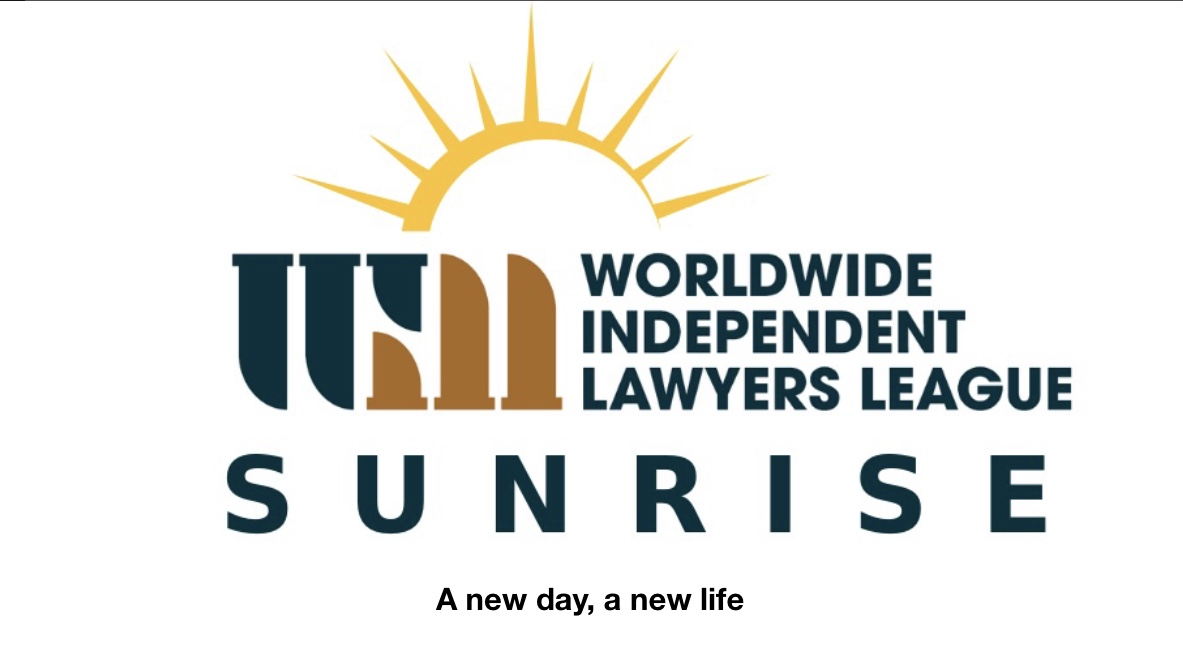 WORLDWIDE
INDEPENDENT
LAWYERS LEAGUE
SUNRISE
A new day, a new life